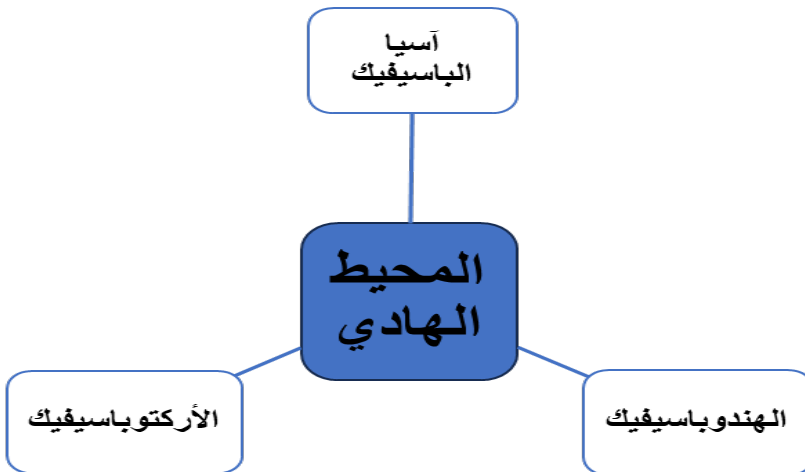 آسيا
الباسيفيك
المحيط
الهادي
الهندوباسيفيك
الأركتوباسيفيك